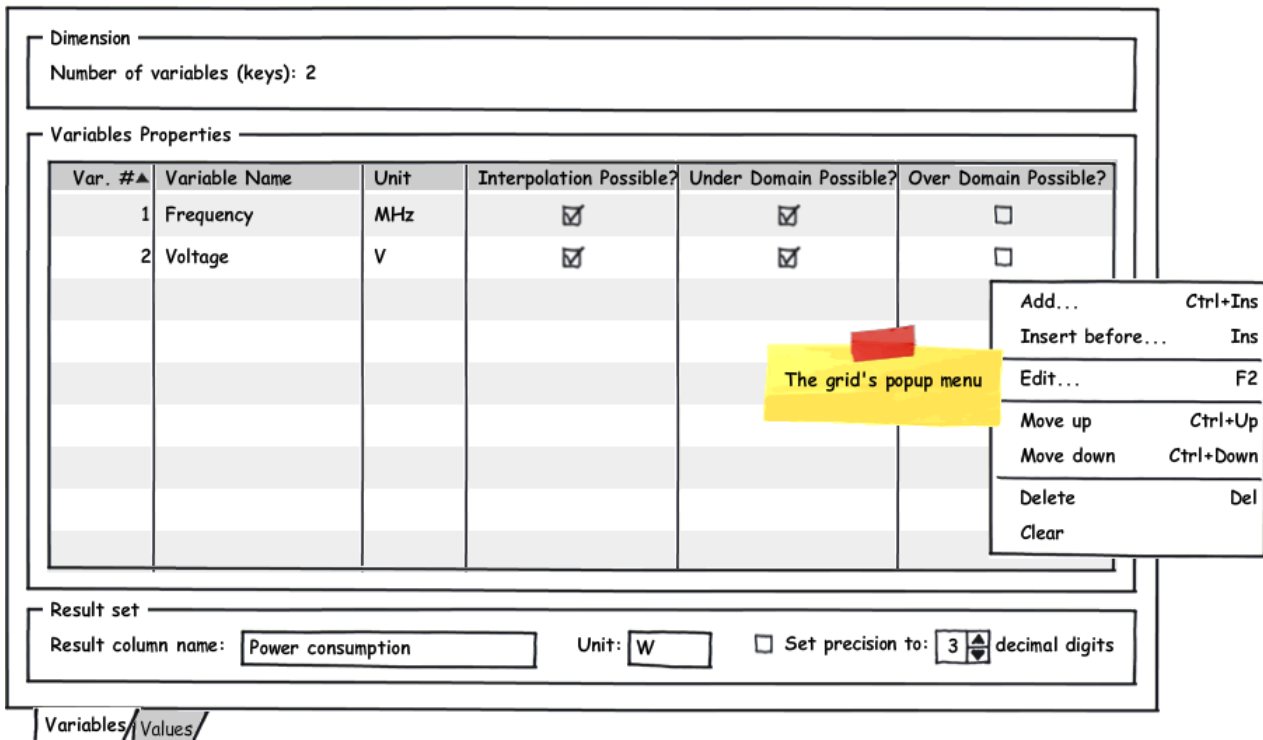 Dimension
Number of variables (keys): 2
Variables Properties
Var. # Variable Name Unit Interpolation Possible? Under Domain Possible? Over Domain Possible?
1 Frequency MHz
2 Voltage V
Add... Ctrl+Ins
Insert before... Ins
The grid's popup menu
Edit... F2
Move up Ctrl+Up
Move down Ctrl+Down
Delete Del
Clear
Result set
Result column name: Power consumption Unit: W Set precision to: 3 decimal digits
Variables Values